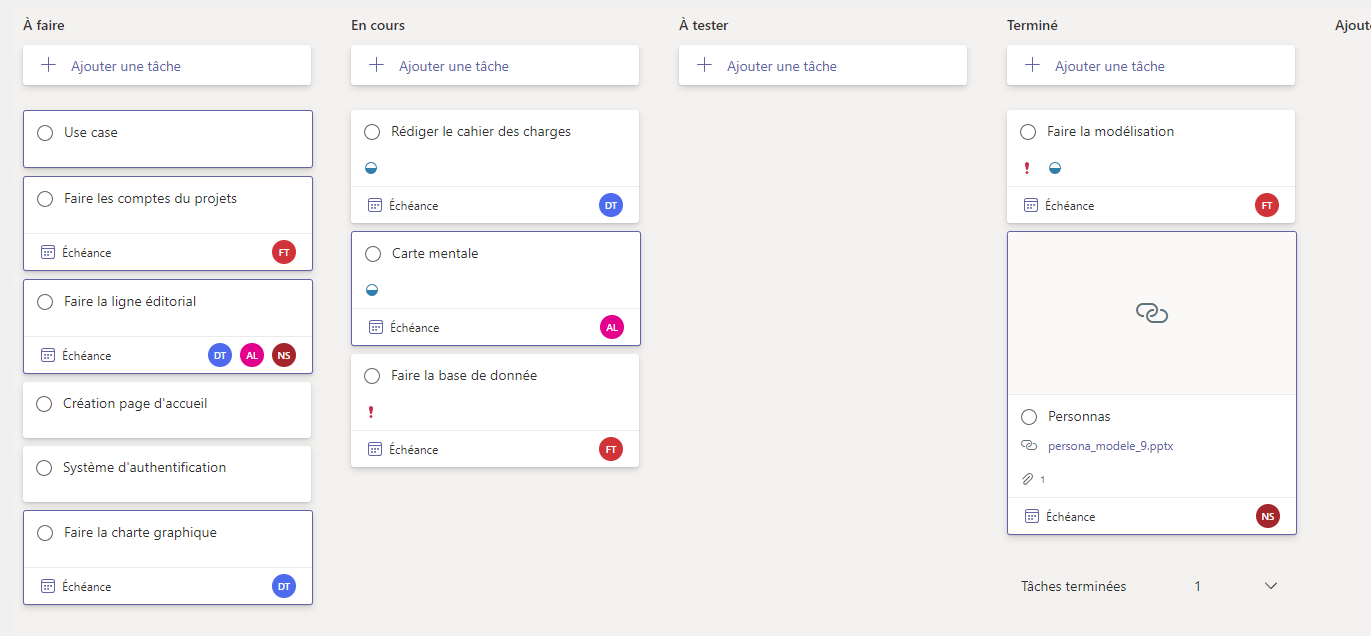 À faire
Ajouter une tâche
Use case
Faire les comptes du projets
Échéance
FT
Faire la ligne éditorial
Échéance
DT
AL
NS
Création page d'accueil
Système d'authentification
Faire la charte graphique
Échéance
DT
En cours
Ajouter une tâche
Rédiger le cahier des charges
Échéance
DT
Carte mentale
Échéance
AL
Faire la base de donnée
Échéance
FT
À tester
Ajouter une tâche
Terminé
Ajouter une tâche
Faire la modélisation
Échéance
FT
Personnas
persona_modele_9.pptx
1
Échéance
NS
Tâches terminées 1
Ajout